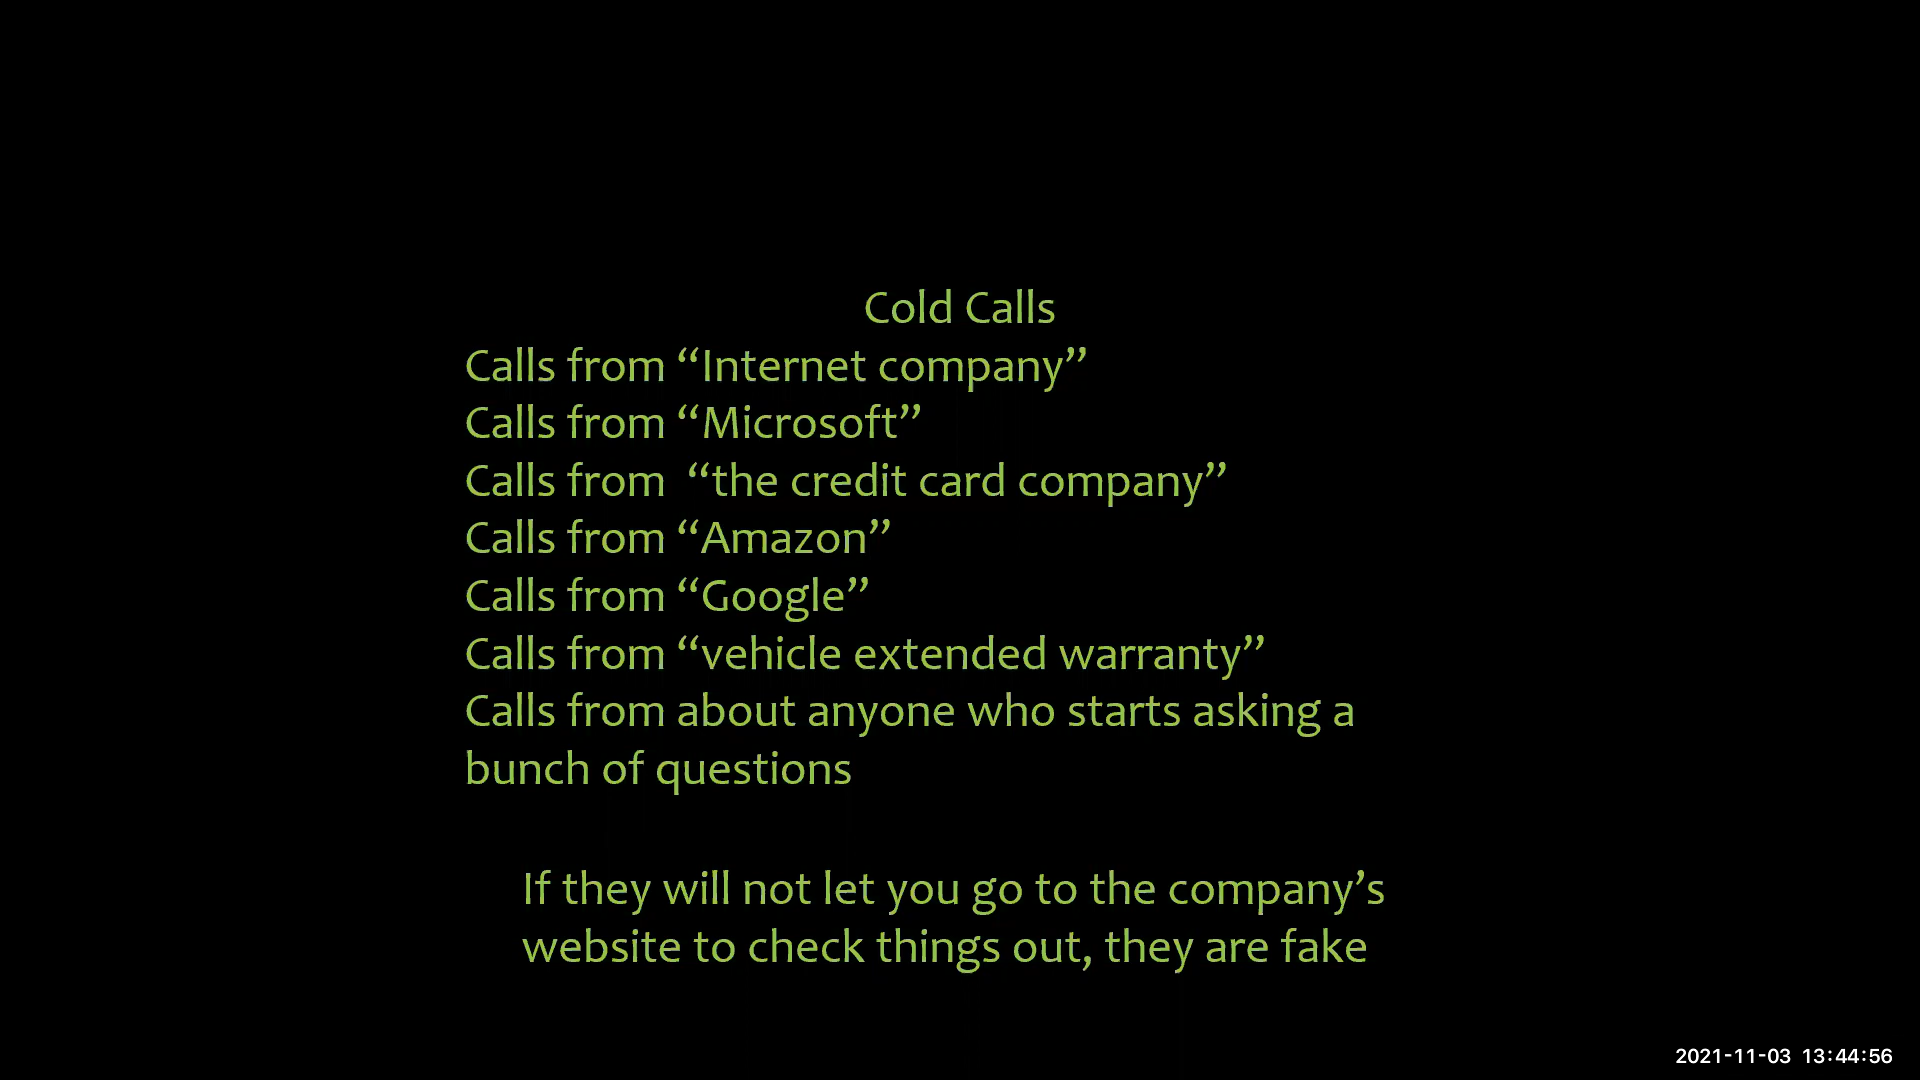 Cold Calls
Calls from “Internet company”
Calls from “Microsoft”
Calls from “the credit card company”
Calls from “Amazon”
Calls from “Google”
Calls from “vehicle extended warranty”
Calls from about anyone who starts asking a
bunch of questions
If they will not let you go to the company’s
website to check things out, they are fake
2021-11-03 13:44:56